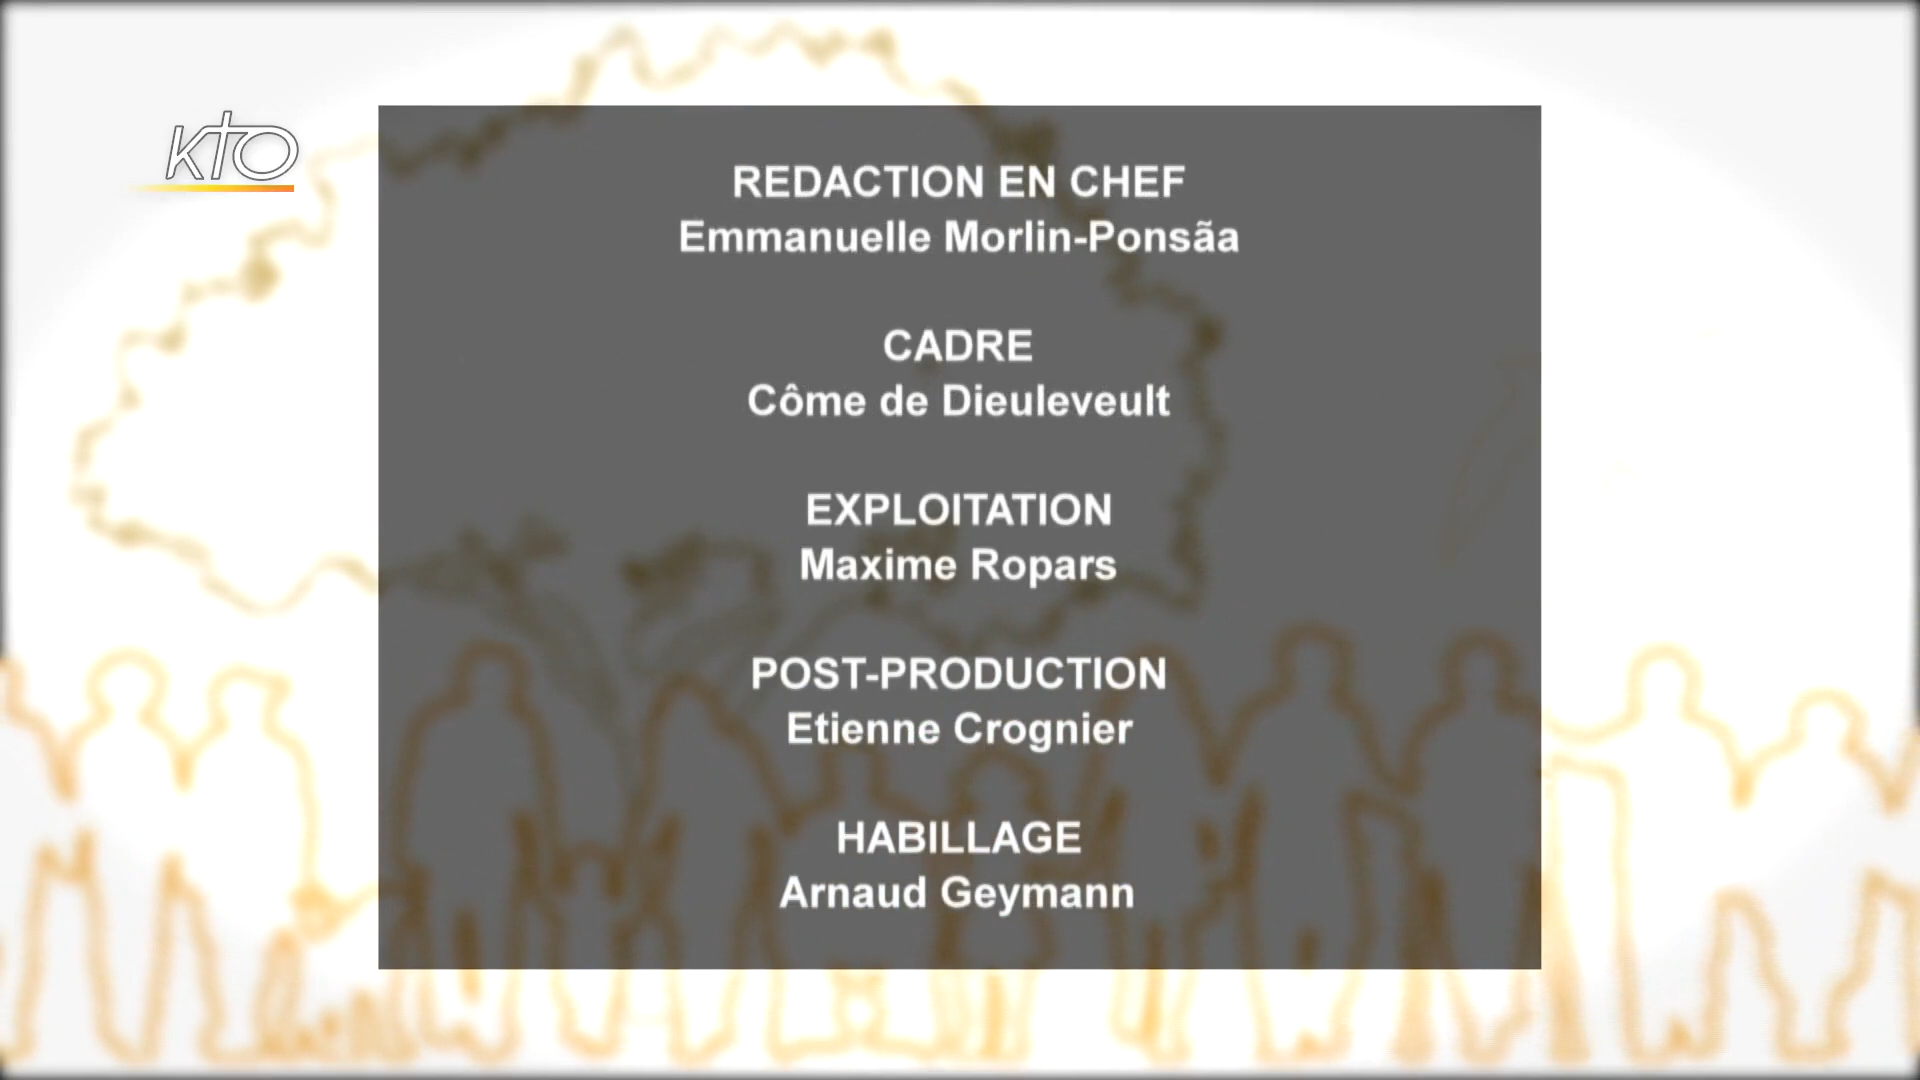 KTO
REDACTION EN CHEF
Emmanuelle Morlin-Ponsãa
CADRE
Côme de Dieuleveult
EXPLOITATION
Maxime Ropars
POST-PRODUCTION
Etienne Crognier
HABILLAGE
Arnaud Geymann